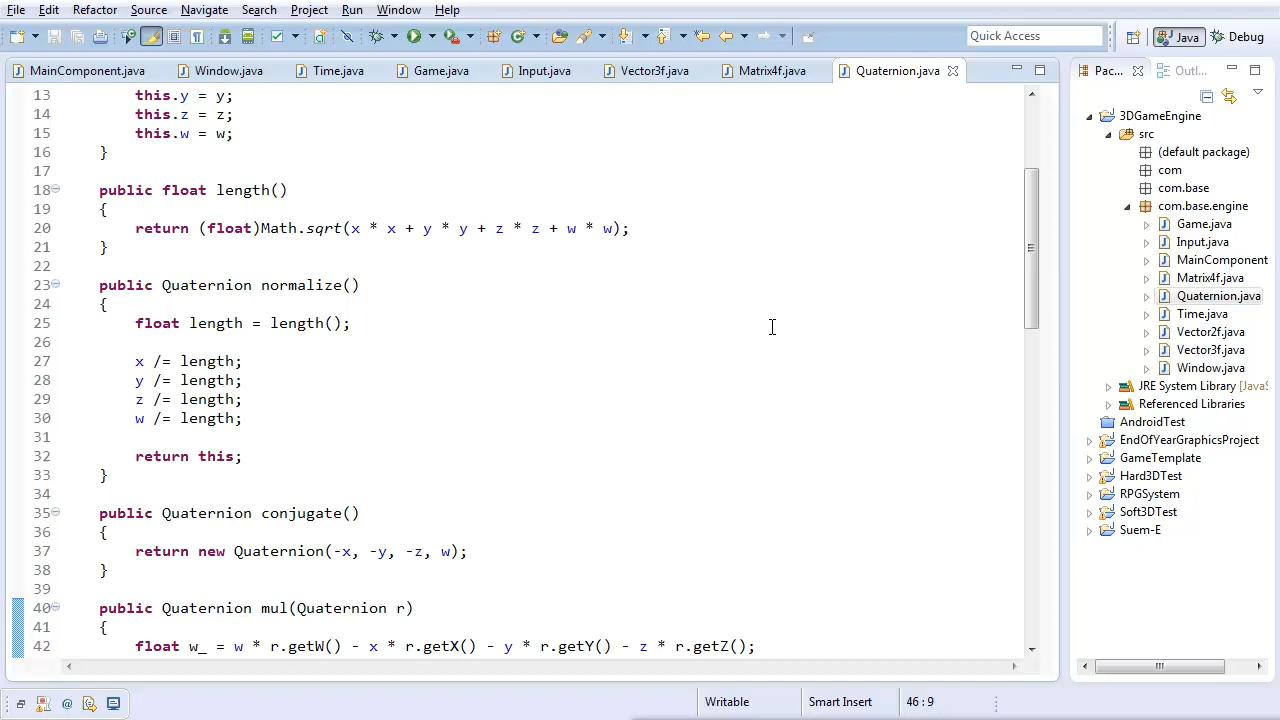 File Edit Refactor Source Navigate Search Project Run Window Help
Quick Access
Java
Debug
MainComponent.java
Window.java
Time.java
Game.java
Input.java
Vector3f.java
Matrix4f.java
Quaternion.java
Pac...
Outl...
13 this.y = y;
14 this.z = z;
15 this.w = w;
16 }
17
18 public float length()
19 {
20 return (float)Math.sqrt(x * x + y * y + z * z + w * w);
21 }
22
23 public Quaternion normalize()
24 {
25 float length = length();
26
27 x /= length;
28 y /= length;
29 z /= length;
30 w /= length;
31
32 return this;
33 }
34
35 public Quaternion conjugate()
36 {
37 return new Quaternion(-x, -y, -z, w);
38 }
39
40 public Quaternion mul(Quaternion r)
41 {
42 float w_ = w * r.getW() - x * r.getX() - y * r.getY() - z * r.getZ();
3DGameEngine
src
(default package)
com
com.base
com.base.engine
Game.java
Input.java
MainComponent
Matrix4f.java
Quaternion.java
Time.java
Vector2f.java
Vector3f.java
Window.java
JRE System Library [JavaS
Referenced Libraries
AndroidTest
EndOfYearGraphicsProject
GameTemplate
Hard3DTest
RPGSystem
Soft3DTest
Suem-E
Writable
Smart Insert
46 : 9